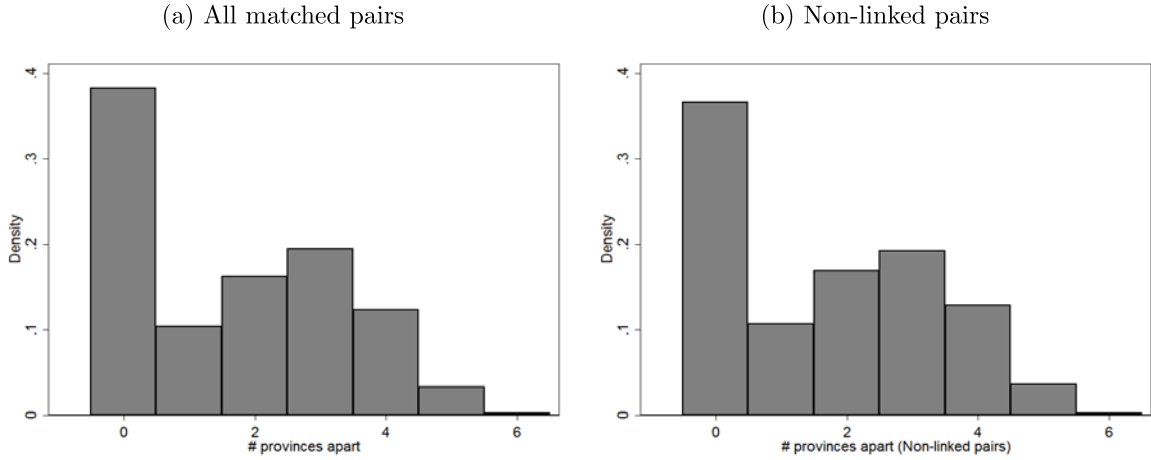 (a) All matched pairs
.4
.3
.2
.1
0
Density
0 2 4 6
# provinces apart
(b) Non-linked pairs
.4
.3
.2
.1
0
Density
0 2 4 6
# provinces apart (Non-linked pairs)